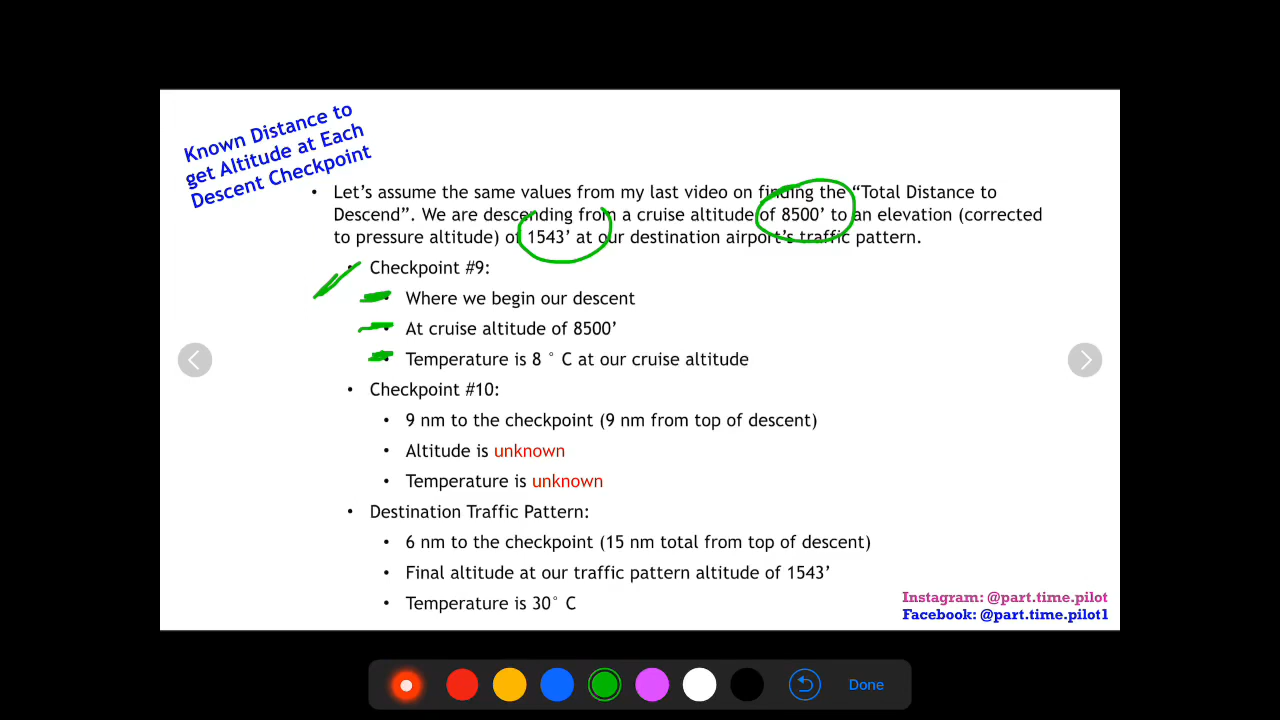 Known Distance to
get Altitude at Each
Descent Checkpoint
• Let's assume the same values from my last video on finding the “Total Distance to
Descend”. We are descending from a cruise altitude of 8500’ to an elevation (corrected
to pressure altitude) of 1543’ at our destination airport’s traffic pattern.
• Checkpoint #9:
• Where we begin our descent
• At cruise altitude of 8500’
• Temperature is 8 ° C at our cruise altitude
• Checkpoint #10:
• 9 nm to the checkpoint (9 nm from top of descent)
• Altitude is unknown
• Temperature is unknown
• Destination Traffic Pattern:
• 6 nm to the checkpoint (15 nm total from top of descent)
• Final altitude at our traffic pattern altitude of 1543’
• Temperature is 30° C
Instagram: @part.time.pilot
Facebook: @part.time.pilot1
Done